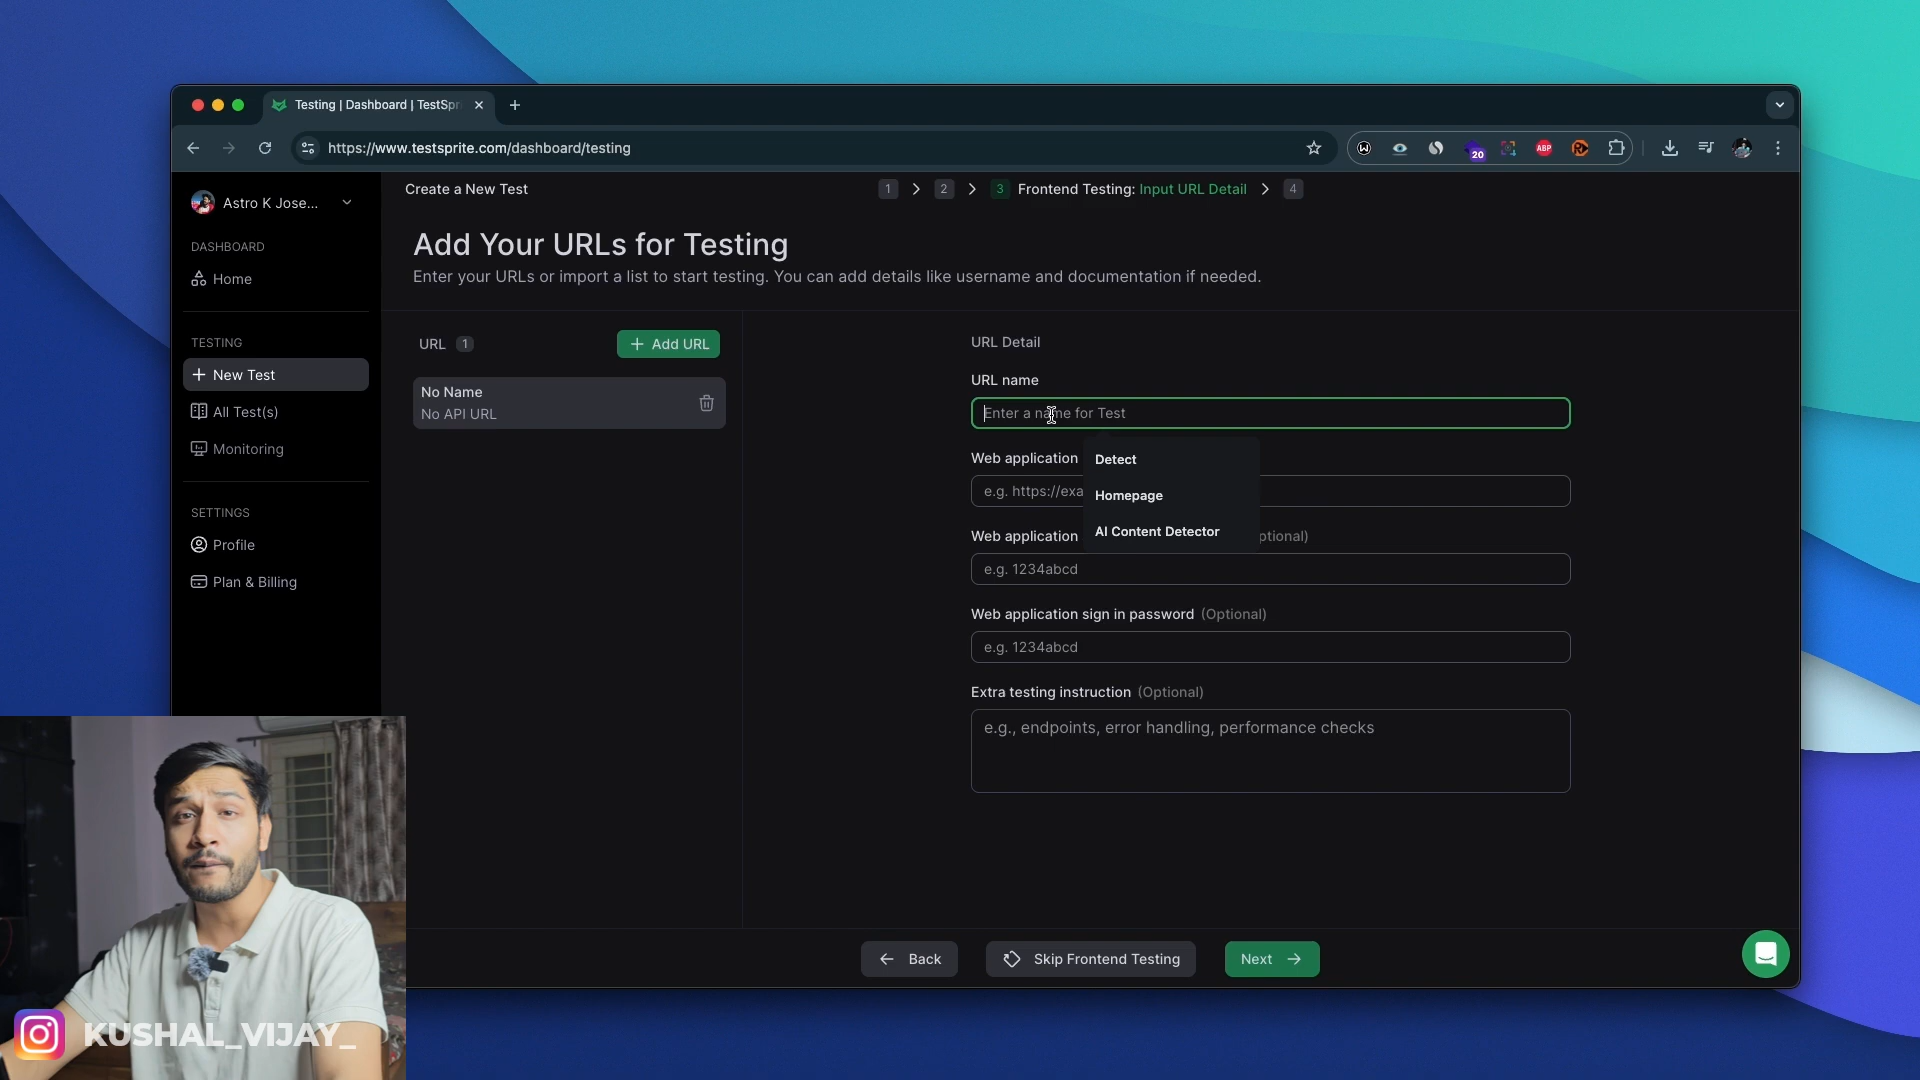 Testing | Dashboard | TestSpr
https://www.testsprite.com/dashboard/testing
20
ABP
Astro K Jose...
DASHBOARD
Home
TESTING
New Test
All Test(s)
Monitoring
SETTINGS
Profile
Plan & Billing
Create a New Test
1 > 2 > 3 Frontend Testing: Input URL Detail > 4
Add Your URLs for Testing
Enter your URLs or import a list to start testing. You can add details like username and documentation if needed.
URL 1
+ Add URL
No Name
No API URL
URL Detail
URL name
Enter a name for Test
Web application
Detect
e.g. https://exa
Homepage
Web application
AI Content Detector
ptional)
e.g. 1234abcd
Web application sign in password (Optional)
e.g. 1234abcd
Extra testing instruction (Optional)
e.g., endpoints, error handling, performance checks
Back
Skip Frontend Testing
Next
KUSHAL_VIJAY_